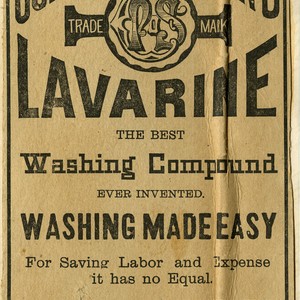 TRADE MARK
LAVARINE
THE BEST
Washing Compound
EVER INVENTED.
WASHING MADE EASY
For Saving Labor and Expense
it has no Equal.